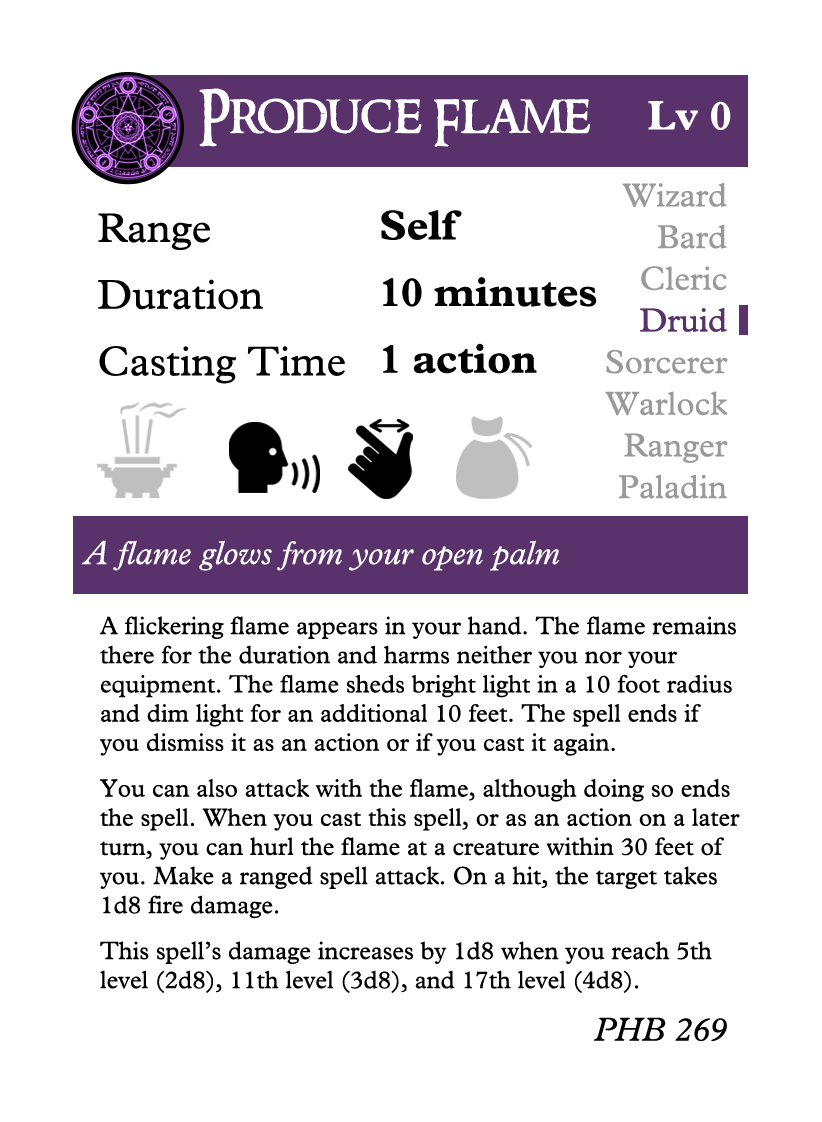 PRODUCE FLAME Lv 0
Wizard
Bard
Cleric
Druid
Sorcerer
Warlock
Ranger
Paladin
Range Self
Duration 10 minutes
Casting Time 1 action
A flame glows from your open palm
A flickering flame appears in your hand. The flame remains
there for the duration and harms neither you nor your
equipment. The flame sheds bright light in a 10 foot radius
and dim light for an additional 10 feet. The spell ends if
you dismiss it as an action or if you cast it again.
You can also attack with the flame, although doing so ends
the spell. When you cast this spell, or as an action on a later
turn, you can hurl the flame at a creature within 30 feet of
you. Make a ranged spell attack. On a hit, the target takes
1d8 fire damage.
This spell’s damage increases by 1d8 when you reach 5th
level (2d8), 11th level (3d8), and 17th level (4d8).
PHB 269